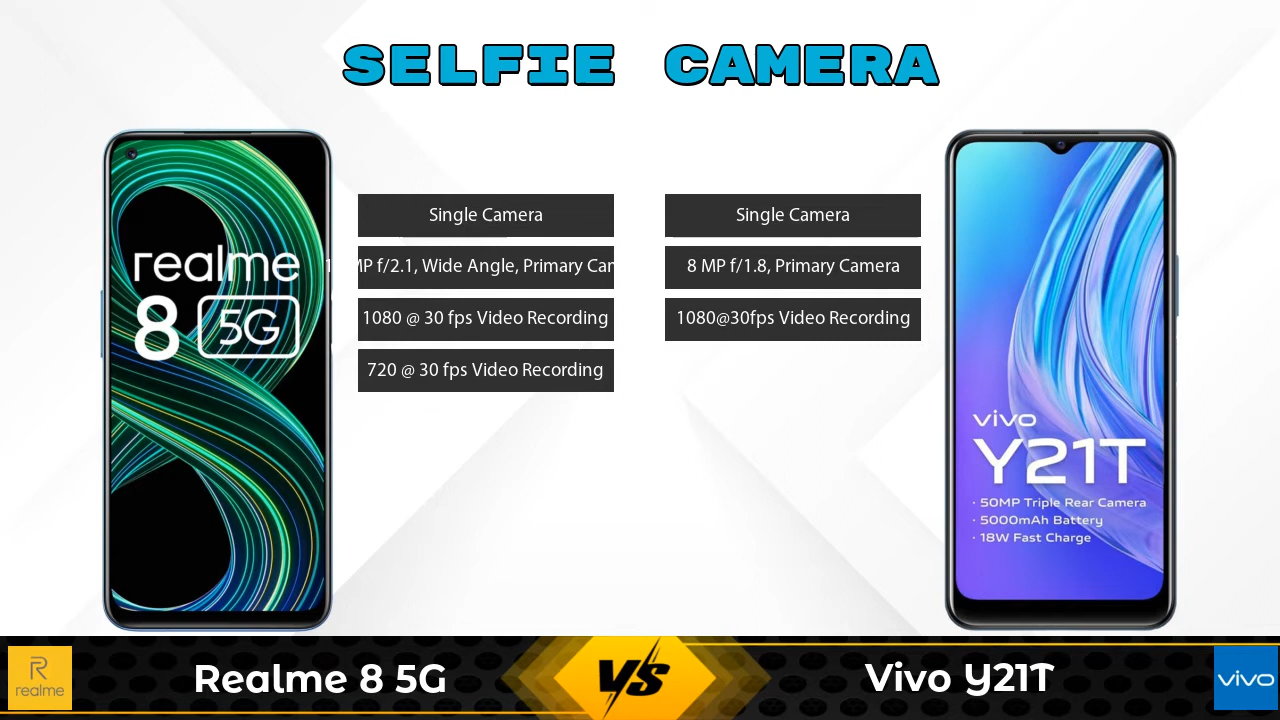 SELFIE CAMERA
realme
8 5G
Single Camera
MP f/2.1, Wide Angle, Primary
1080 @ 30 fps Video Recording
720 @ 30 fps Video Recording
Single Camera
8 MP f/1.8, Primary Camera
1080@30fps Video Recording
vivo
Y21T
· 50MP Triple Rear Camera
· 5000mAh Battery
· 18W Fast Charge
R
realme
Realme 8 5G
VS
Vivo Y21T
vivo